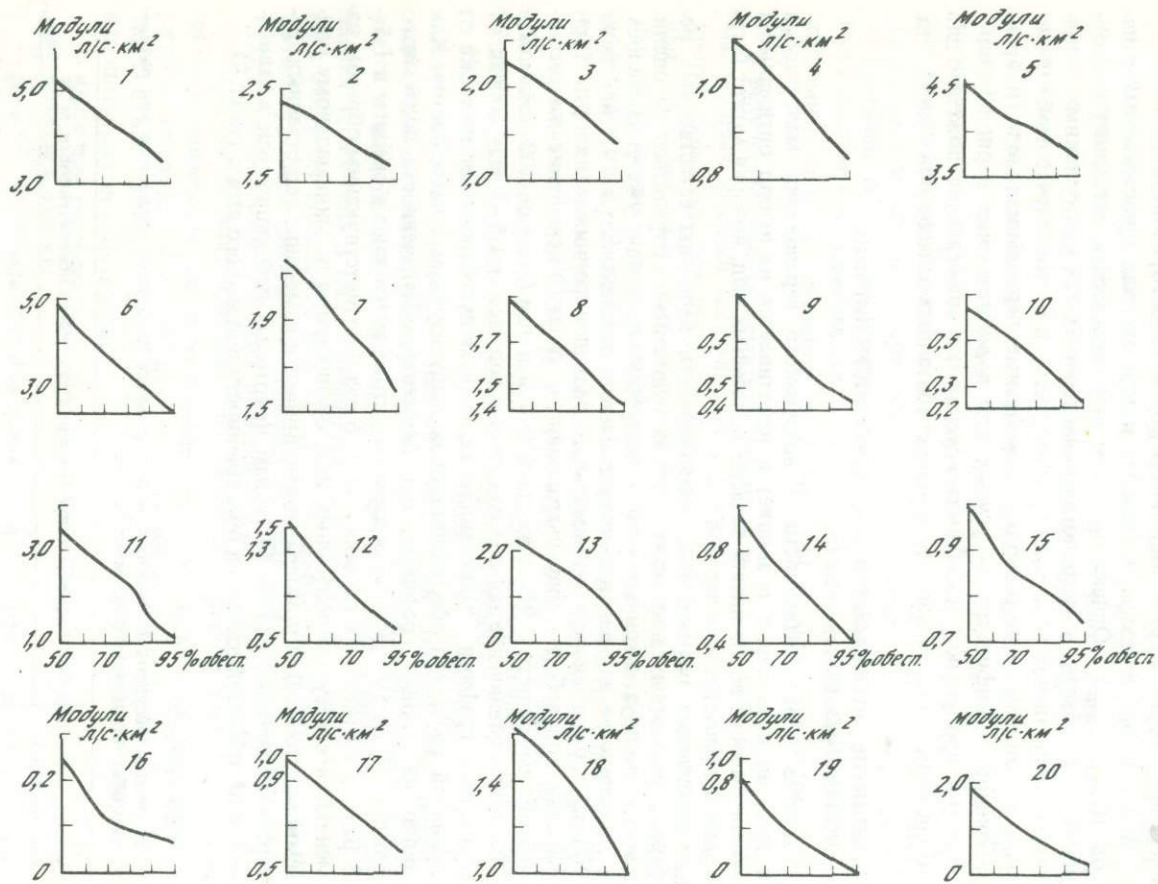 Модули
л/с·км²
1
5,0
3,0
Модули
л/с·км²
2
2,5
1,5
Модули
л/с·км²
3
2,0
1,0
Модули
л/с·км²
4
1,0
0,8
Модули
л/с·км²
5
4,5
3,5
6
5,0
3,0
7
1,9
1,5
8
1,7
1,5
1,4
9
0,5
0,5
0,4
10
0,5
0,3
0,2
11
3,0
1,0
50 70 95 % обесп.
12
1,5
1,3
0,5
50 70 95 % обесп.
13
2,0
0
50 70 95 % обесп.
14
0,8
0,4
50 70 95 % обесп.
15
0,9
0,7
50 70 95 % обесп.
Модули
л/с·км²
16
0,2
0
Модули
л/с·км²
17
1,0
0,9
0,5
Модули
л/с·км²
18
1,4
1,0
Модули
л/с·км²
19
1,0
0,8
0
Модули
л/с·км²
20
2,0
0